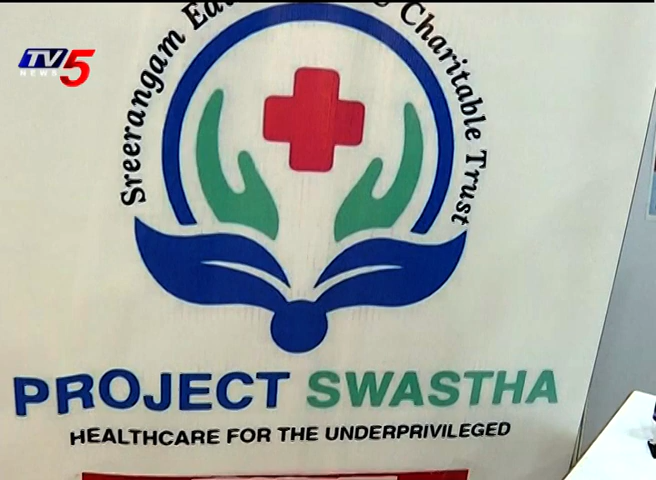 TV5
NEWS
Sreerangam
Charitable Trust
PROJECT SWASTHA
HEALTHCARE FOR THE UNDERPRIVILEGED